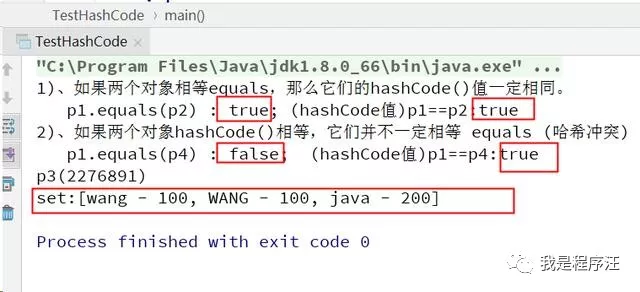 TestHashCode › main()
TestHashCode ×
"C:\Program Files\Java\jdk1.8.0_66\bin\java.exe" ...
1)、如果两个对象相等equals，那么它们的hashCode()值一定相同。
p1.equals(p2) : true; (hashCode值)p1==p2:true
2)、如果两个对象hashCode()相等，它们并不一定相等 equals (哈希冲突)
p1.equals(p4) : false; (hashCode值)p1==p4:true
p3(2276891)
set:[wang - 100, WANG - 100, java - 200]
Process finished with exit code 0
我是程序汪